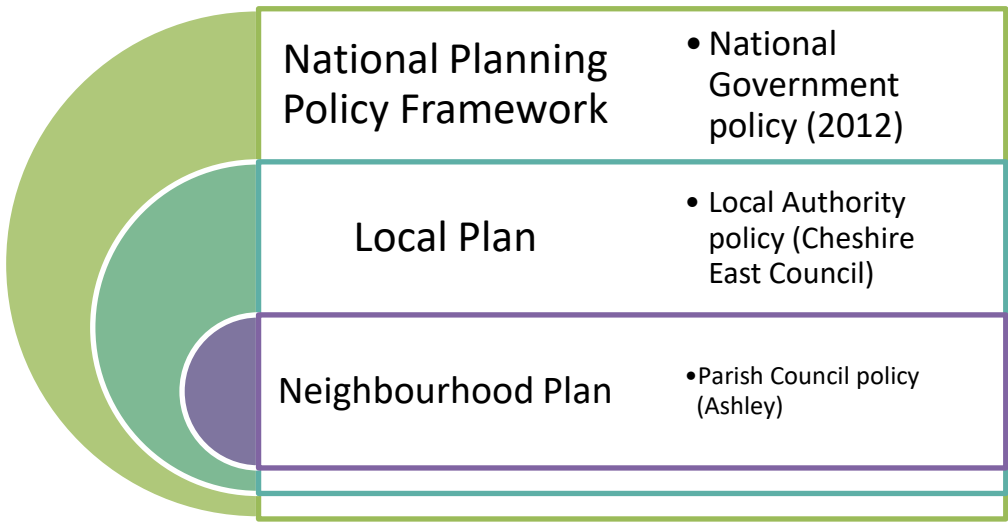 National Planning
Policy Framework
• National
Government
policy (2012)
Local Plan
• Local Authority
policy (Cheshire
East Council)
Neighbourhood Plan
•Parish Council policy
(Ashley)